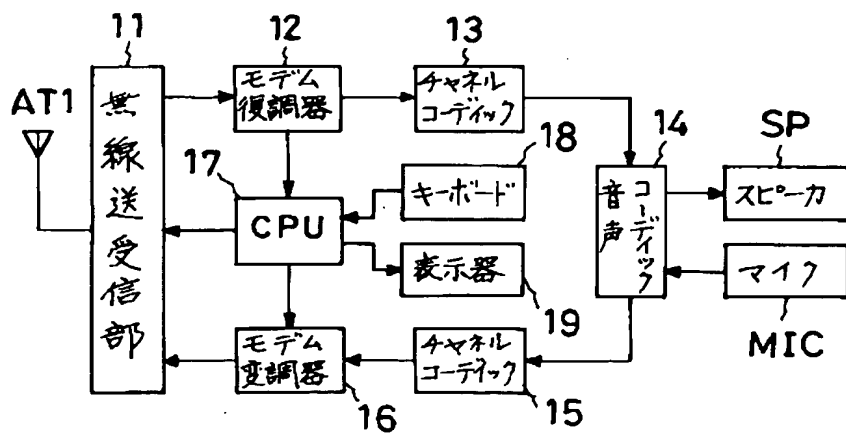 11
12
13
AT1
無線送受信部
モデム
復調器
チャネル
コーディック
18
14
SP
17
CPU
キーボード
音声
コーディック
スピーカ
表示器
マイク
19
MIC
モデム
変調器
チャネル
コーディック
16
15